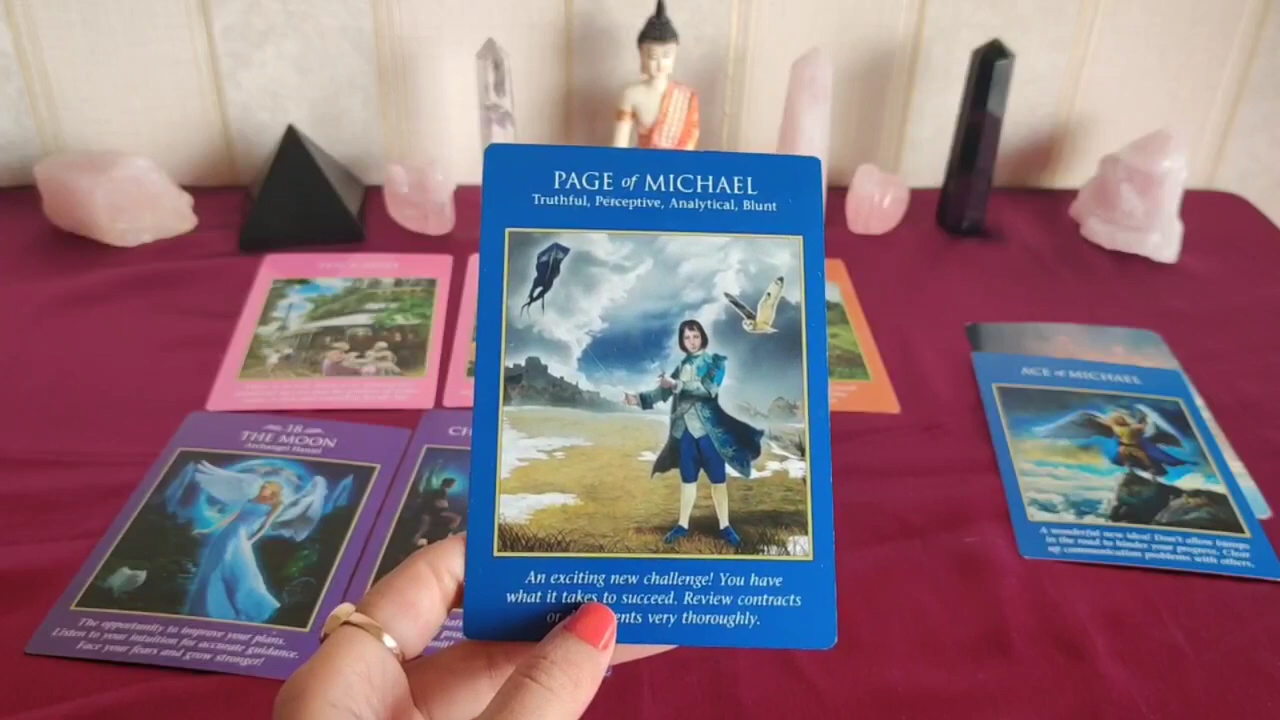 PAGE of MICHAEL
Truthful, Perceptive, Analytical, Blunt
An exciting new challenge! You have
what it takes to succeed. Review contracts
or very thoroughly.
18
THE MOON
Archangel Haniel
The opportunity to improve your plans.
Listen to your intuition for accurate guidance.
Face your fears and grow stronger!
CH
ACE of MICHAEL
A wonderful new idea! Don't allow bumps
in the road to hinder your progress. Clear
up communication problems with others.